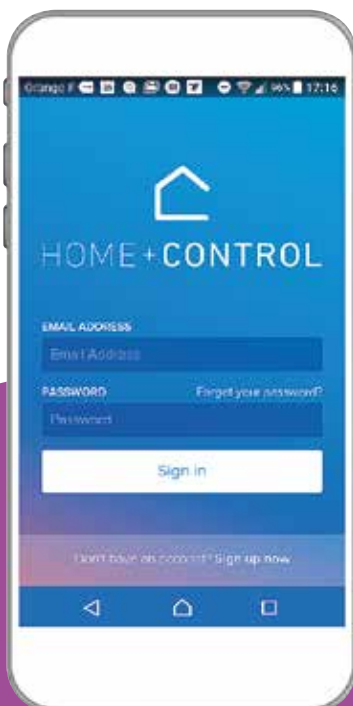 Orange F 96% 17:16
HOME + CONTROL
EMAIL ADDRESS
Email Address
PASSWORD Forgot your password?
Password
Sign in
Don't have an account? Sign up now